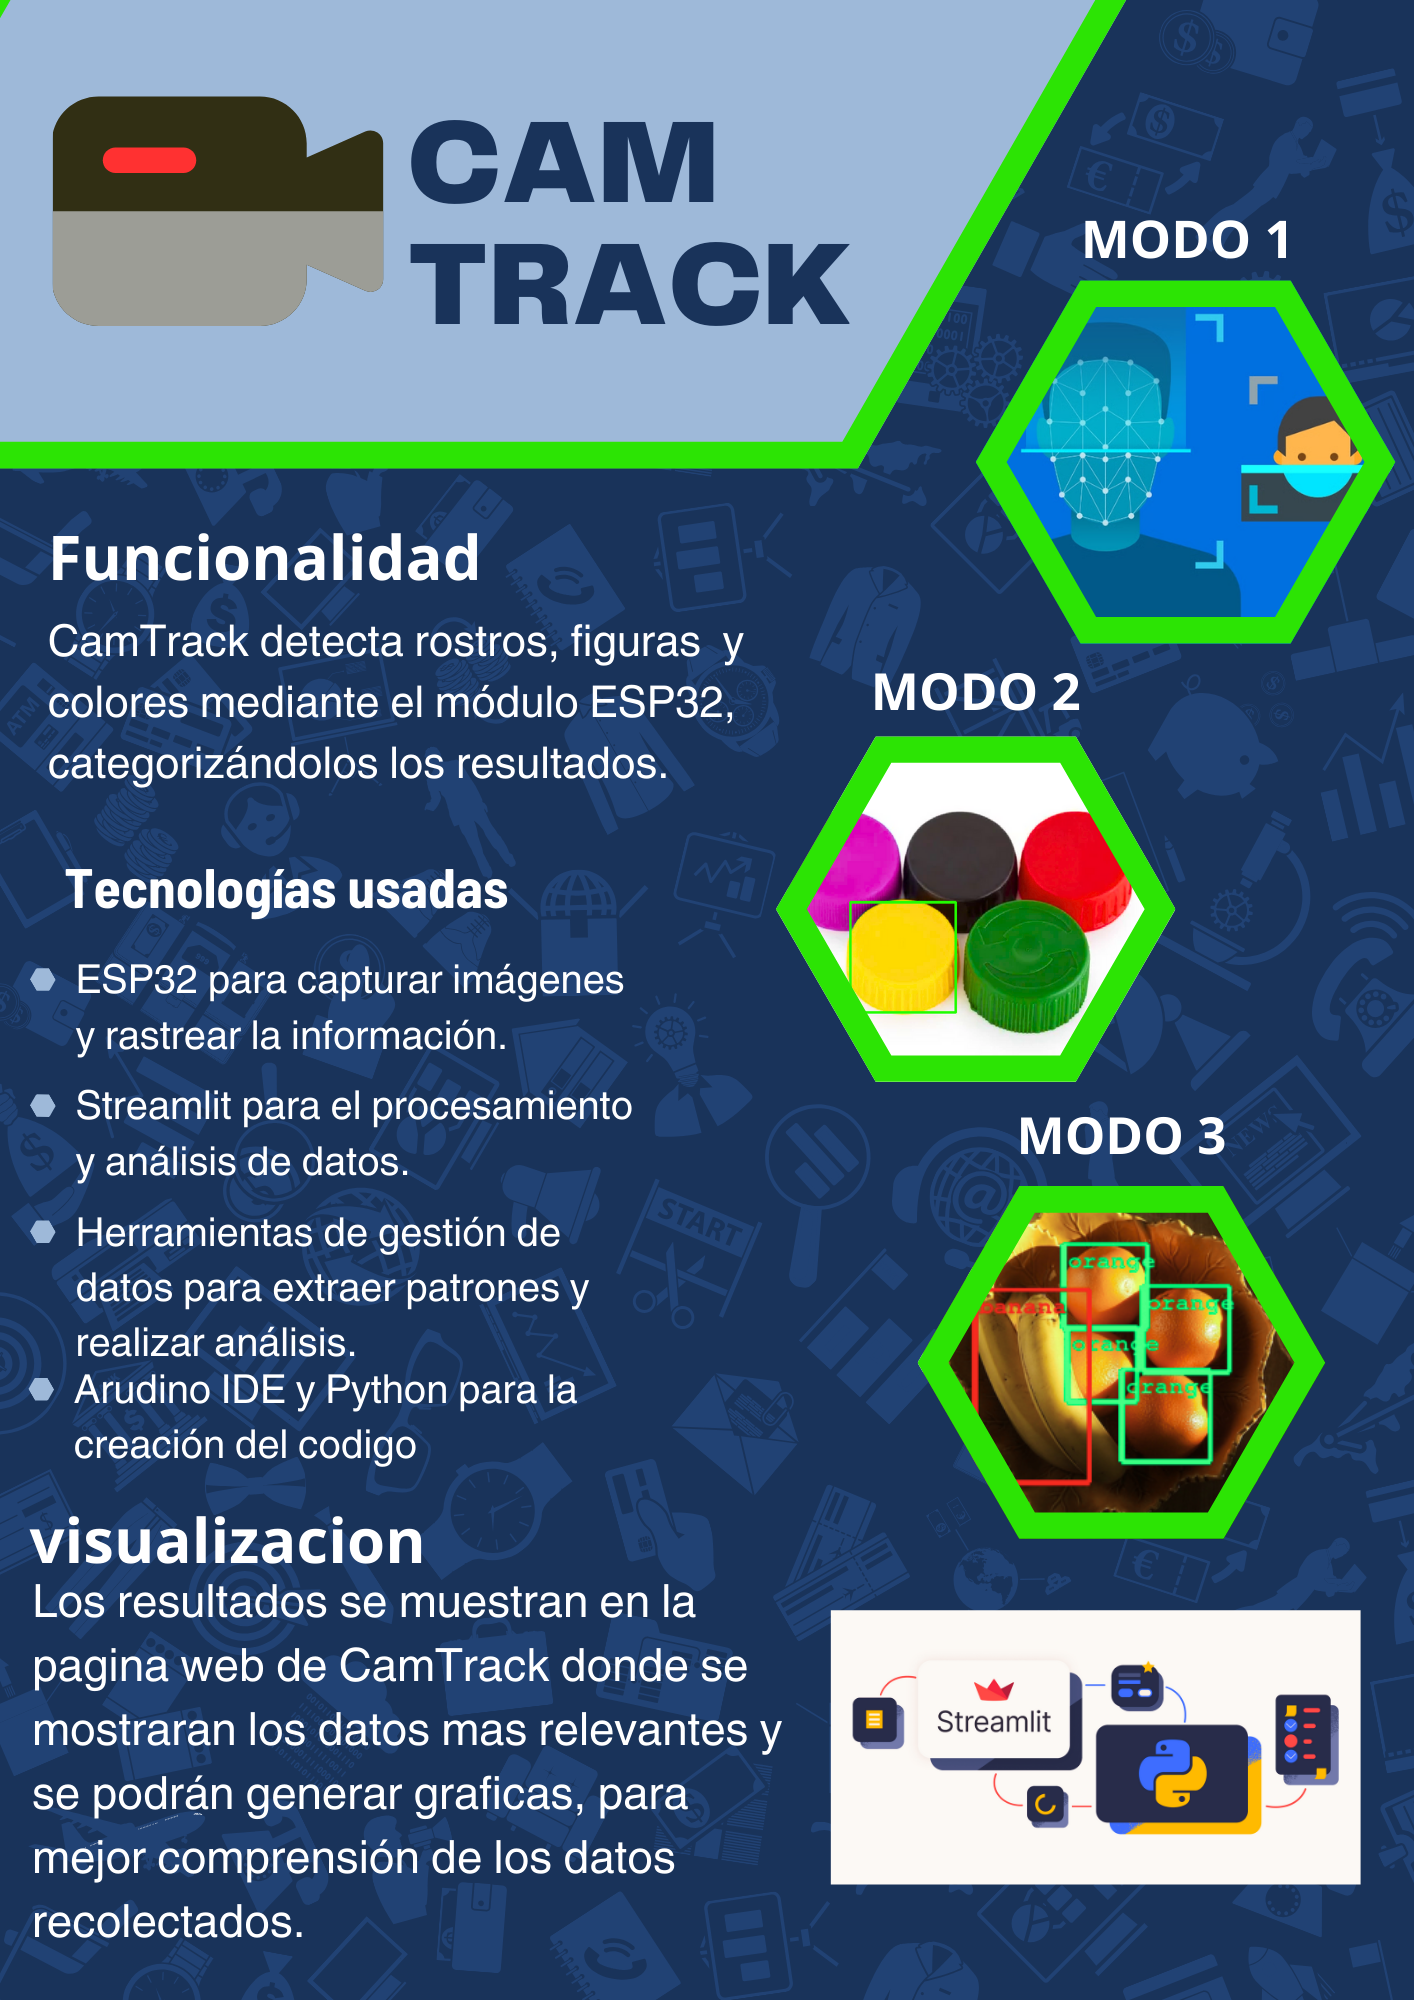 CAM
TRACK
MODO 1
Funcionalidad
CamTrack detecta rostros, figuras  y
colores mediante el módulo ESP32,
categorizándolos los resultados.
MODO 2
Tecnologías usadas
ESP32 para capturar imágenes
y rastrear la información.
Streamlit para el procesamiento
y análisis de datos.
Herramientas de gestión de
datos para extraer patrones y
realizar análisis.
Arudino IDE y Python para la
creación del codigo
MODO 3
orange
banana
orange
orange
orange
visualizacion
Los resultados se muestran en la
pagina web de CamTrack donde se
mostraran los datos mas relevantes y
se podrán generar graficas, para
mejor comprensión de los datos
recolectados.
Streamlit
START
NEWS
ATM